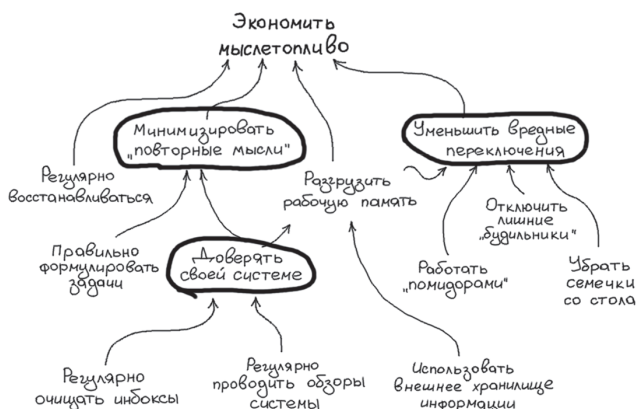 Экономить
мыслетопливо
Минимизировать
„повторные мысли"
Уменьшить вредные
переключения
Регулярно
восстанавливаться
Разгрузить
рабочую память
Отключить
лишние
„будильники"
Правильно
формулировать
задачи
Доверять
своей системе
Работать
„помидорами"
Убрать
семечки
со стола
Регулярно
очищать инбоксы
Регулярно
проводить обзоры
системы
Использовать
внешнее хранилище
информации